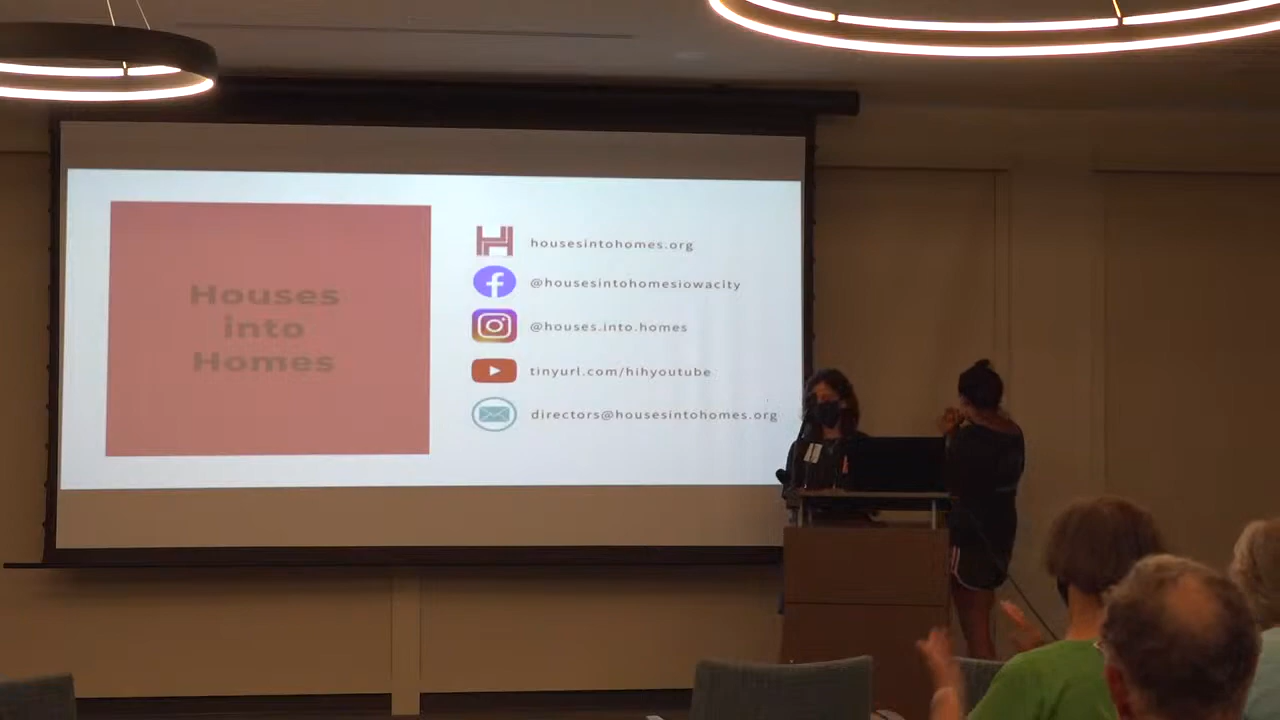 Houses
into
Homes
housesintohomes.org
@housesintohomesiowacity
@houses.into.homes
tinyurl.com/hihyoutube
directors@housesintohomes.org